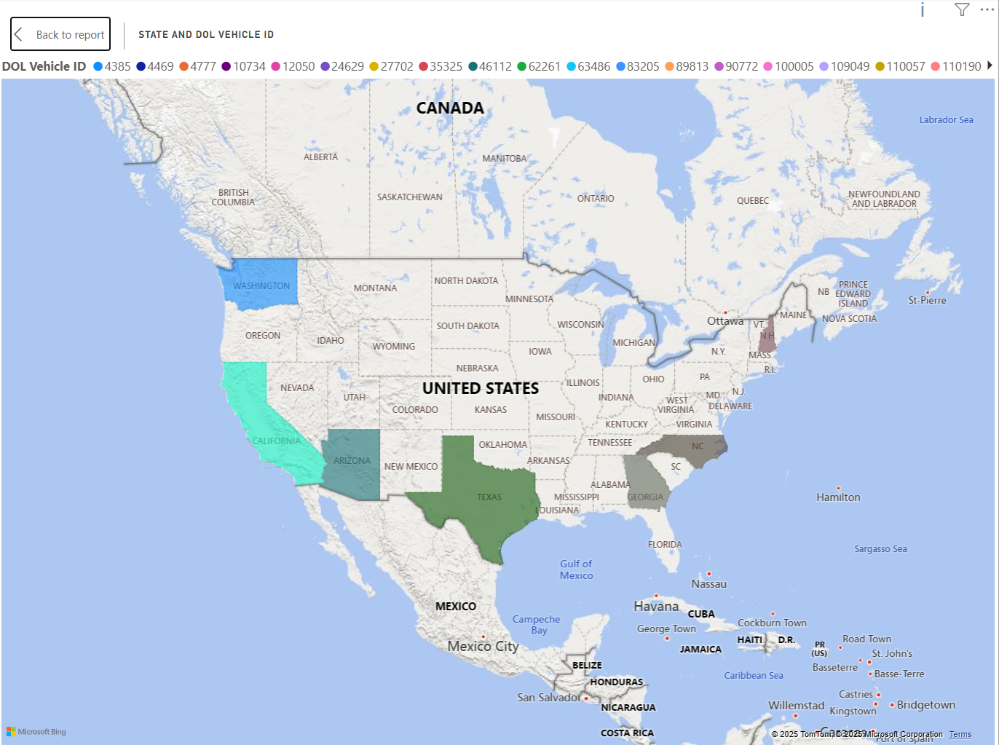 Back to report
STATE AND DOL VEHICLE ID
DOL Vehicle ID 4385 4469 4777 10734 12050 24629 27702 35325 46112 62261 63486 83205 89813 90772 100005 109049 110057 110190
CANADA
Labrador Sea
ALBERTA
MANITOBA
BRITISH
COLUMBIA
SASKATCHEWAN
ONTARIO
QUEBEC
NEWFOUNDLAND
AND LABRADOR
WASHINGTON
MONTANA
NORTH DAKOTA
MINNESOTA
NB
PRINCE
EDWARD
ISLAND
St-Pierre
OREGON
IDAHO
SOUTH DAKOTA
WISCONSIN
MICHIGAN
Ottawa
VT.
MAINE
NOVA SCOTIA
N.H.
WYOMING
IOWA
N.Y.
MASS.
R.I.
NEBRASKA
NEVADA
UTAH
UNITED STATES
ILLINOIS
OHIO
PA
N.J.
COLORADO
KANSAS
MISSOURI
INDIANA
WEST
VIRGINIA
MD.
DELAWARE
KENTUCKY
VIRGINIA
CALIFORNIA
ARIZONA
NEW MEXICO
OKLAHOMA
ARKANSAS
TENNESSEE
NC
SC
TEXAS
ALABAMA
MISSISSIPPI
GEORGIA
LOUISIANA
Hamilton
FLORIDA
Sargasso Sea
Gulf of
Mexico
Nassau
MEXICO
Havana
CUBA
Campeche
Bay
George Town
Cockburn Town
Mexico City
JAMAICA
HAITI
D.R.
PR
(US)
Road Town
St. John's
Basseterre
Basse-Terre
BELIZE
Caribbean Sea
HONDURAS
San Salvador
Castries
NICARAGUA
Willemstad
Kingstown
Bridgetown
COSTA RICA
Caracas
Port of Spain
Microsoft Bing
© 2025 TomTom, © 2025 Microsoft Corporation Terms